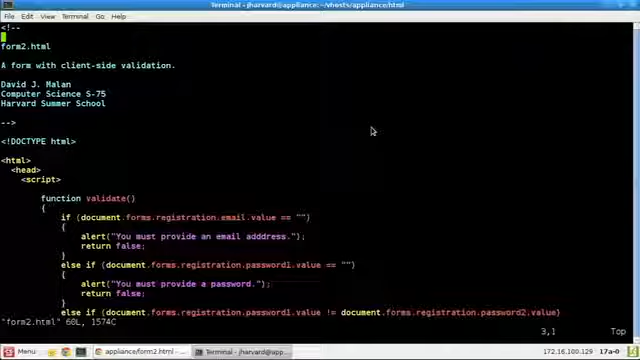 Terminal - jharvard@appliance:~/vhosts/appliance/html
File Edit View Terminal Go Help
<!--
form2.html
A form with client-side validation.
David J. Malan
Computer Science S-75
Harvard Summer School
-->
<!DOCTYPE html>
<html>
<head>
<script>
function validate()
{
if (document.forms.registration.email.value == "")
{
alert("You must provide an email adddress.");
return false;
}
else if (document.forms.registration.password1.value == "")
{
alert("You must provide a password.");
return false;
}
else if (document.forms.registration.password1.value != document.forms.registration.password2.value)
"form2.html" 60L, 1574C
3,1 Top
Menu appliance/form2.html - ... Terminal - jharvard@app... 172.16.100.129 17a-0